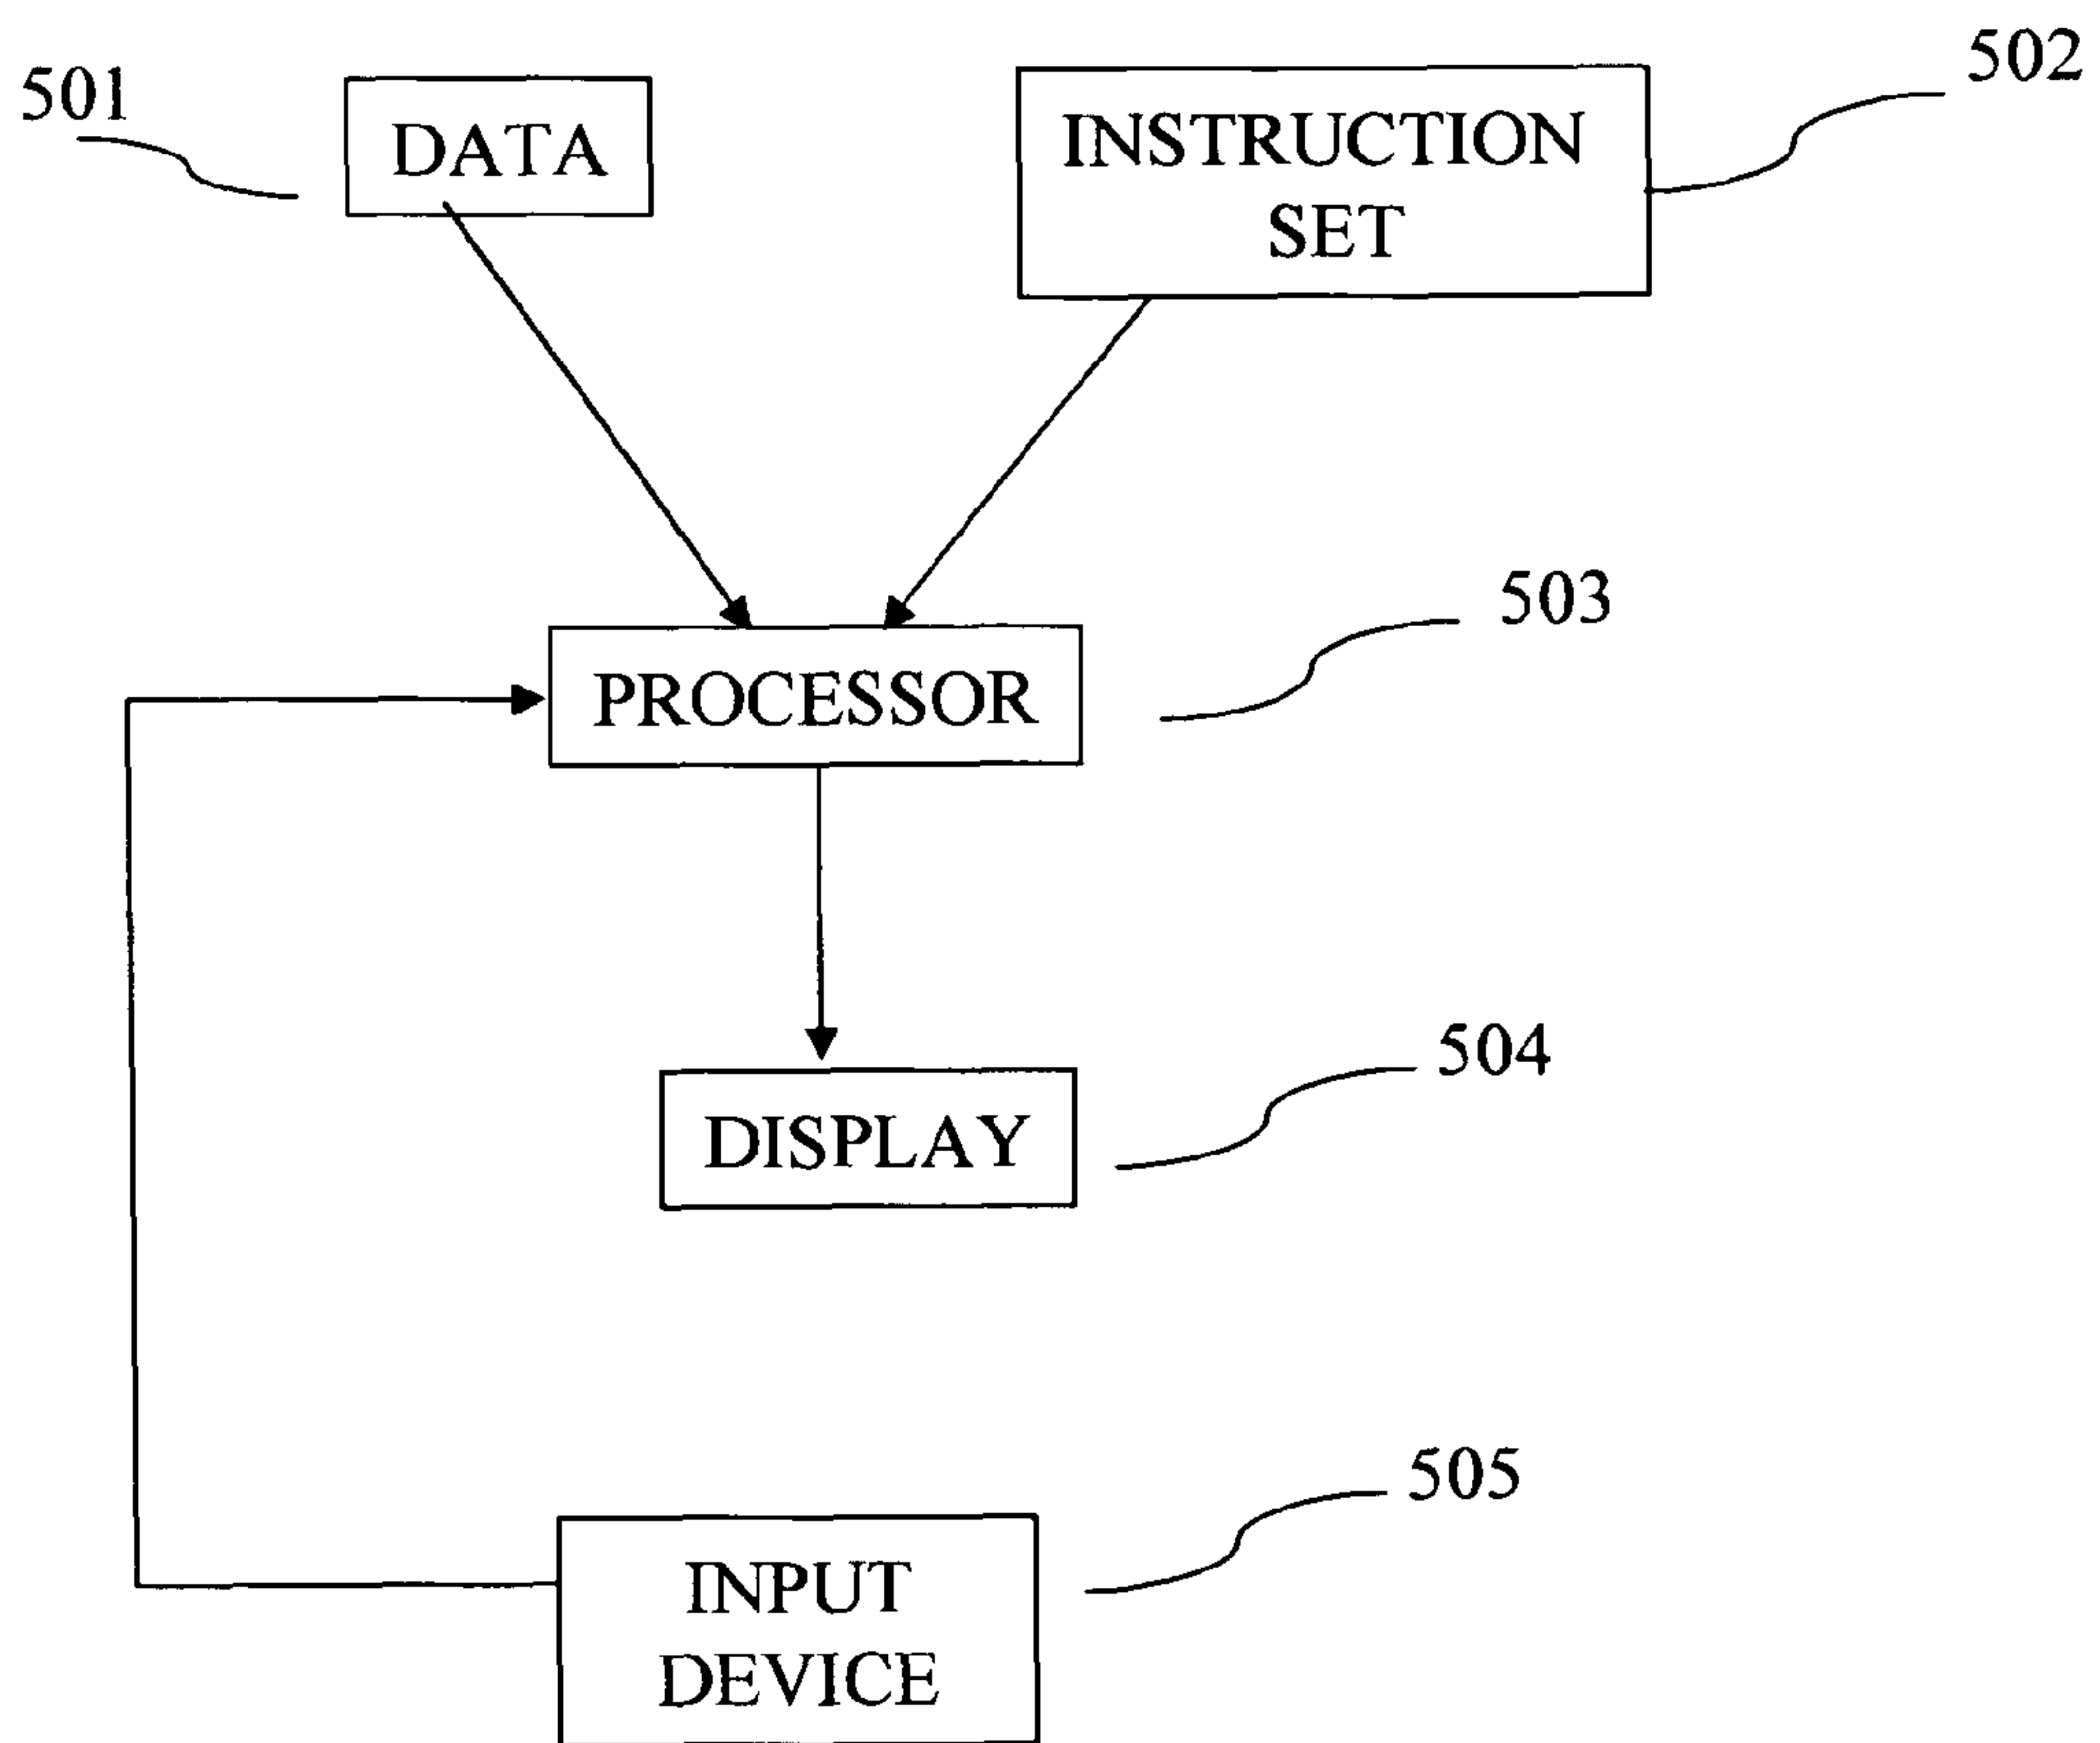 501
DATA
INSTRUCTION
SET
502
PROCESSOR
503
DISPLAY
504
INPUT
DEVICE
505